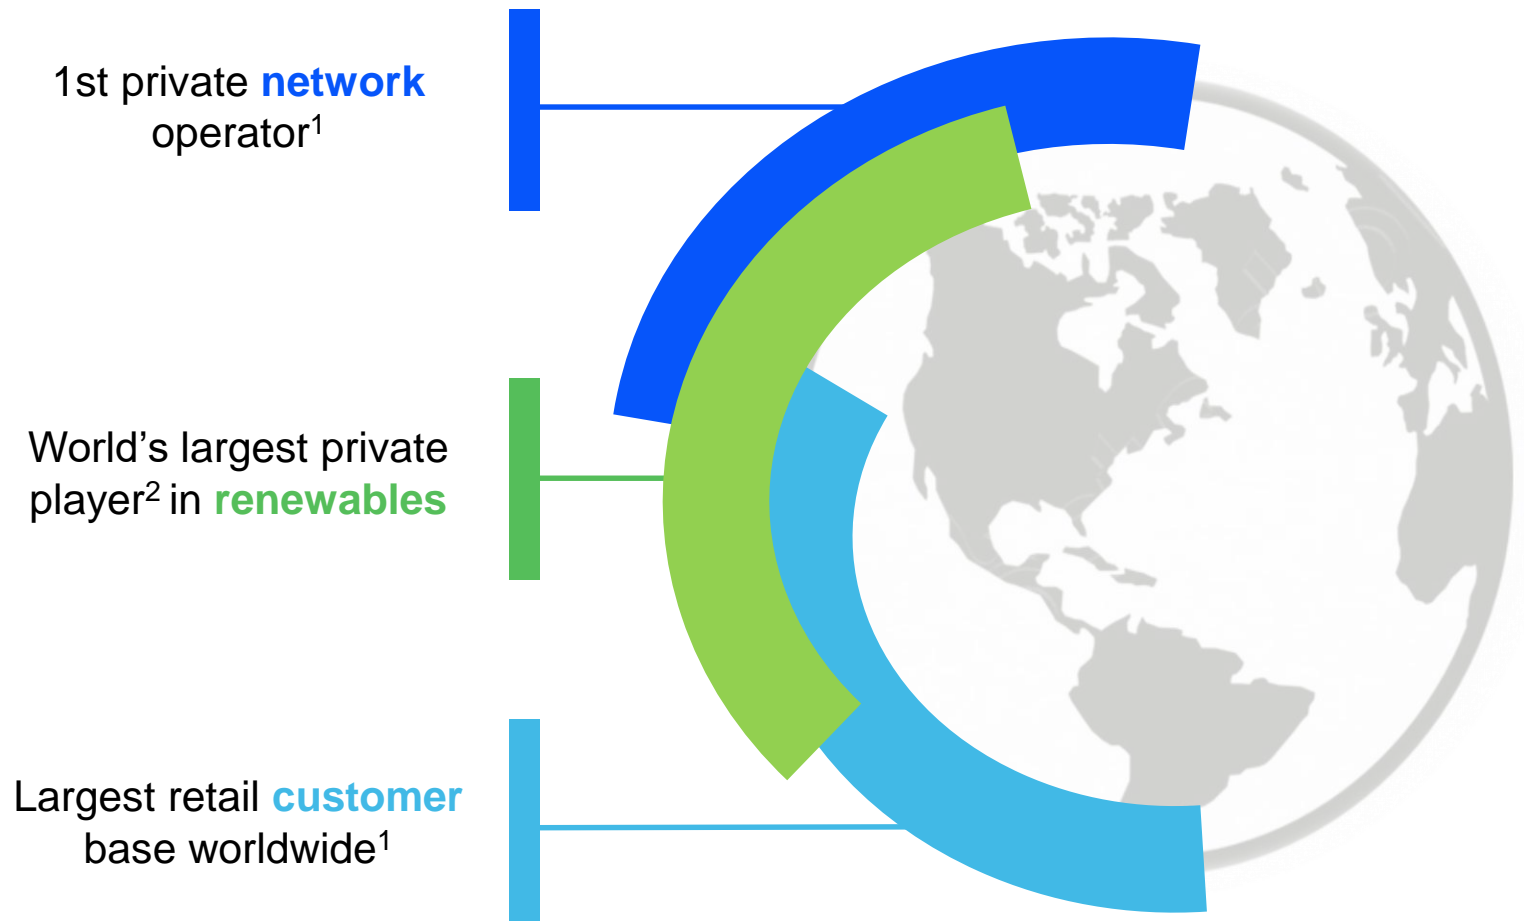 1st private network
operator¹
World’s largest private
player² in renewables
Largest retail customer
base worldwide¹